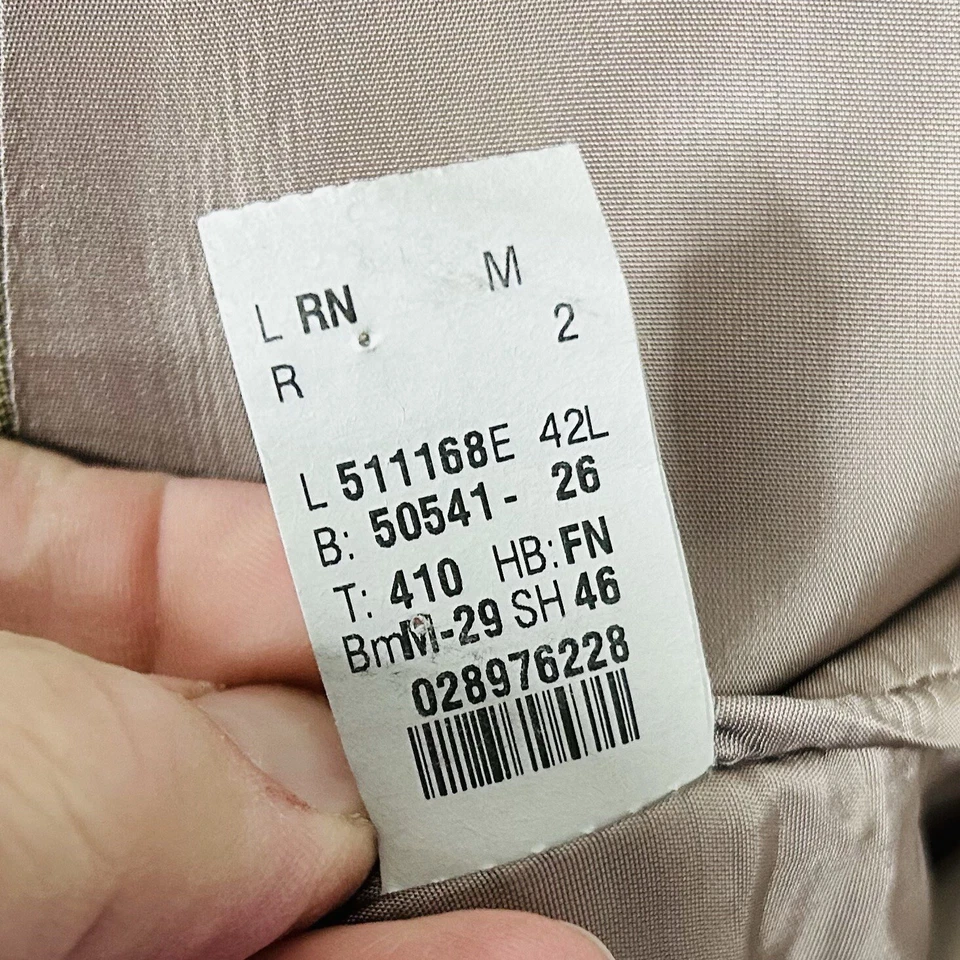 M
L RN
2
R
L 511168E 42L
B: 50541- 26
T: 410 HB:FN
BmM-29 SH 46
028976228